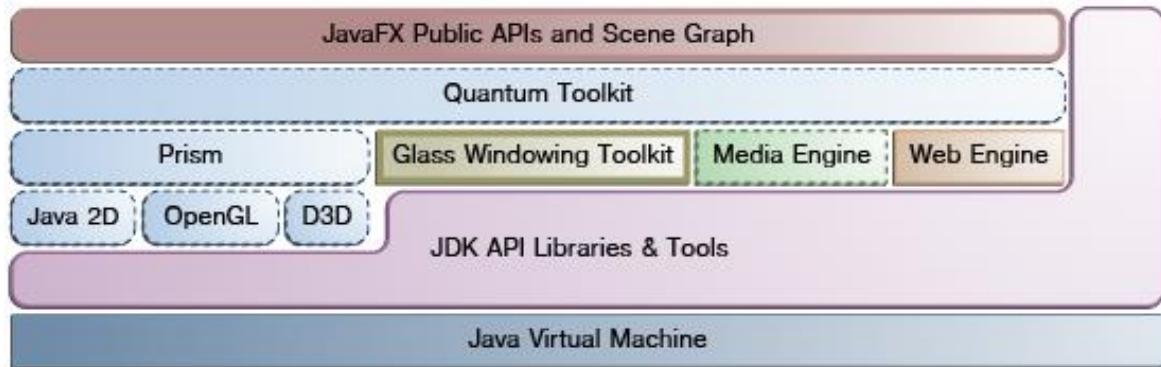 JavaFX Public APIs and Scene Graph
Quantum Toolkit
Prism
Glass Windowing Toolkit
Media Engine
Web Engine
Java 2D
OpenGL
D3D
JDK API Libraries & Tools
Java Virtual Machine